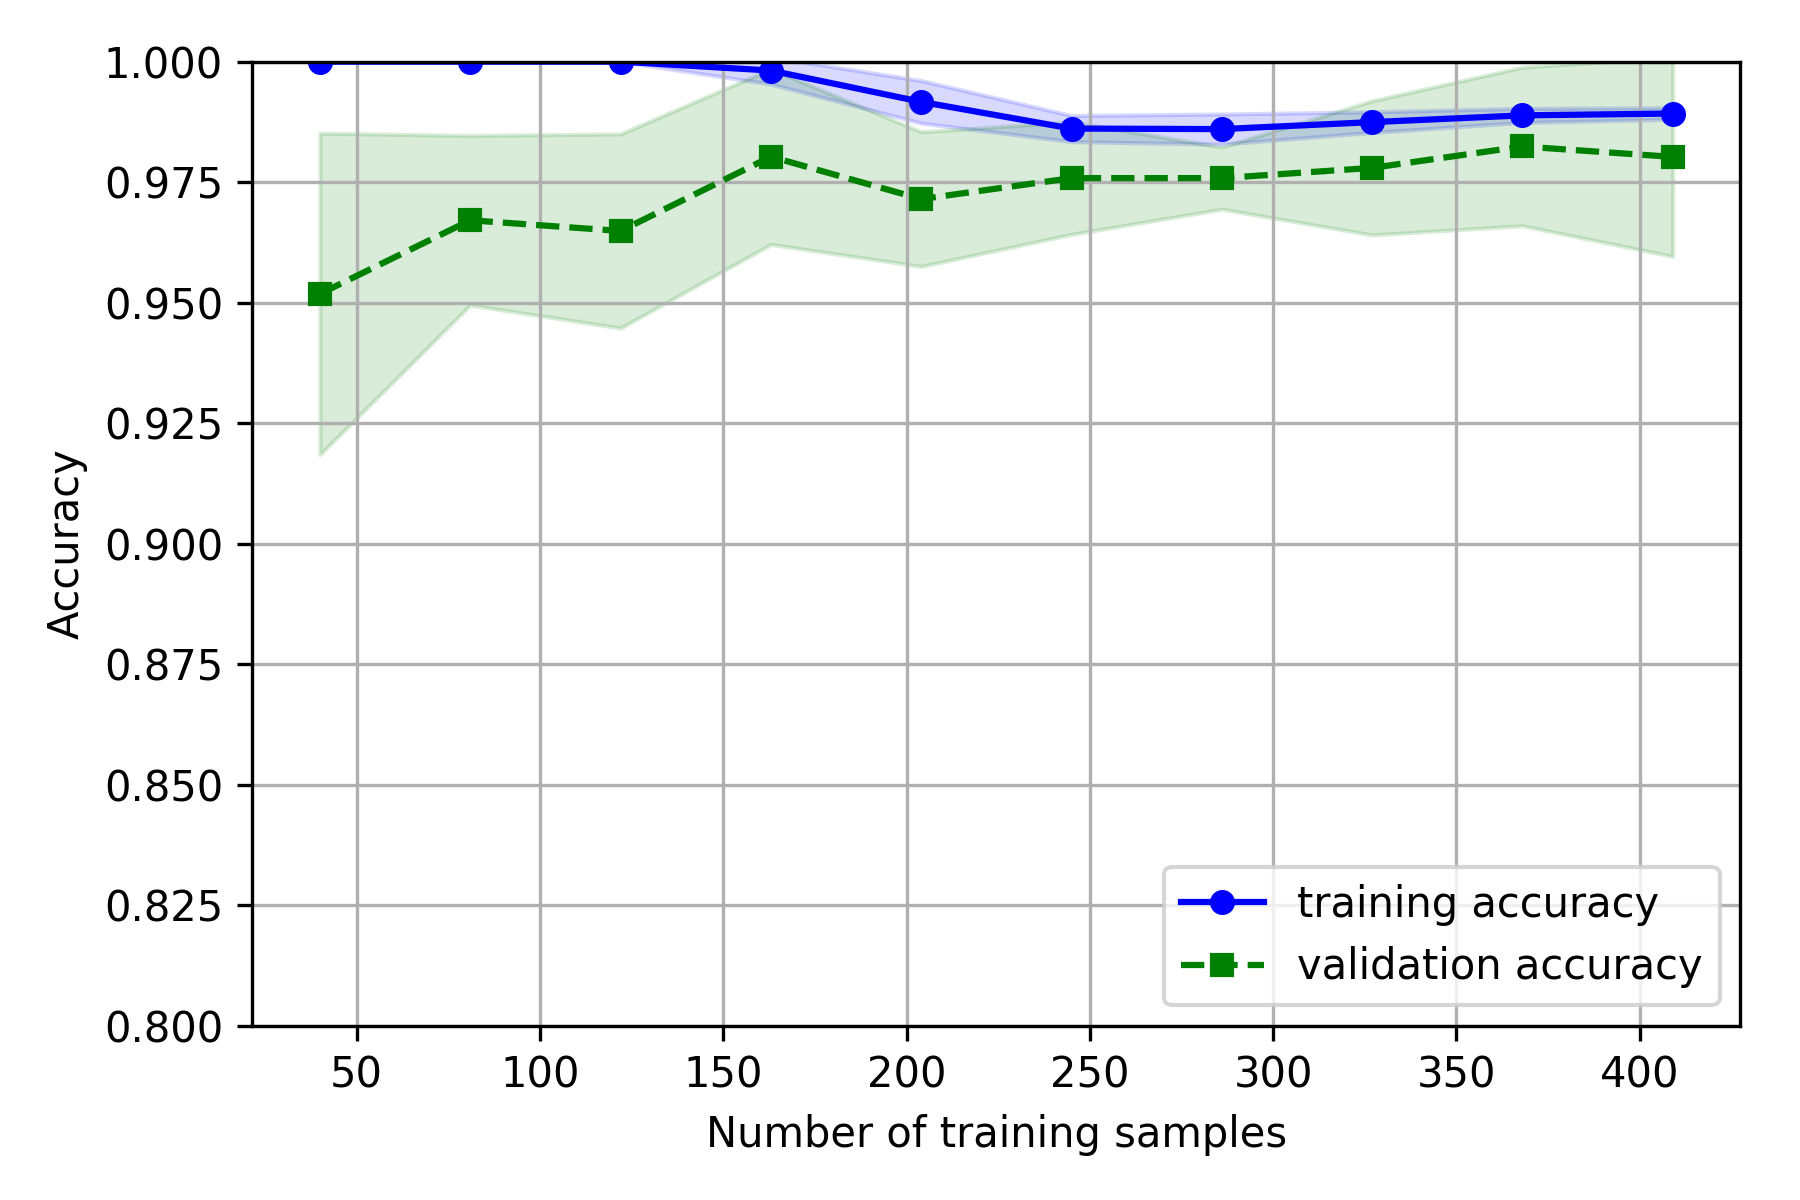 1.000
0.975
0.950
0.925
0.900
0.875
0.850
0.825
0.800
Accuracy
training accuracy
validation accuracy
50 100 150 200 250 300 350 400
Number of training samples